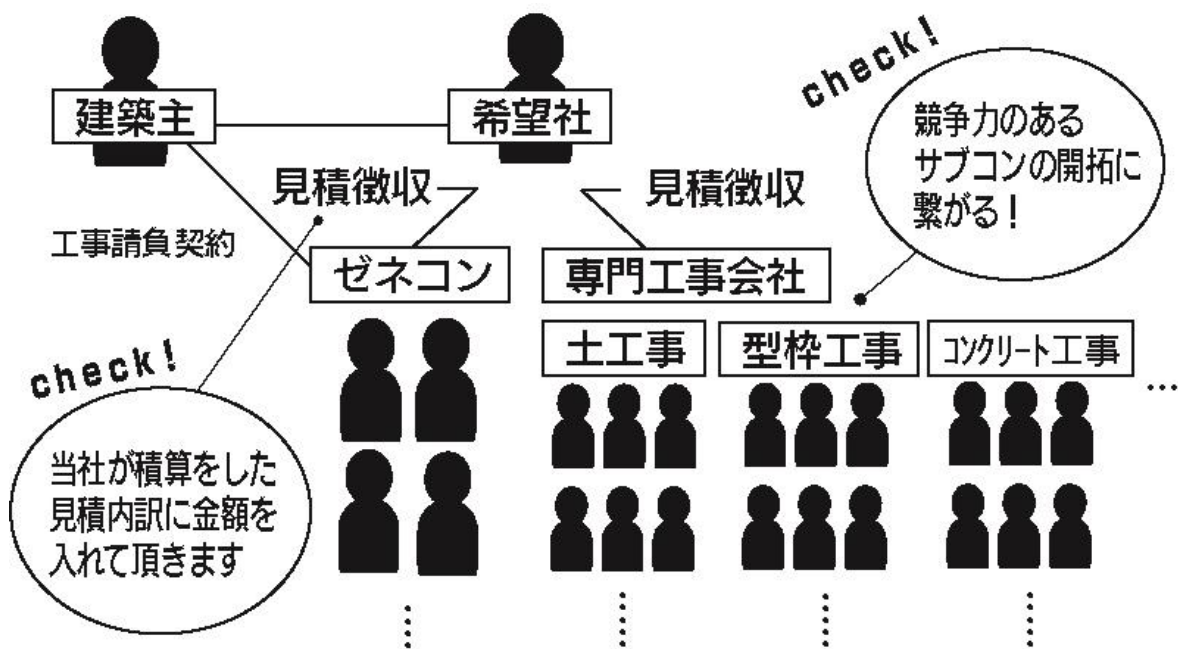 建築主
希望社
check!
競争力のある
サブコンの開拓に
繋がる!
見積徴収
見積徴収
工事請負契約
ゼネコン
専門工事会社
土工事
型枠工事
コンクリート工事
…
check!
当社が積算をした
見積内訳に金額を
入れて頂きます